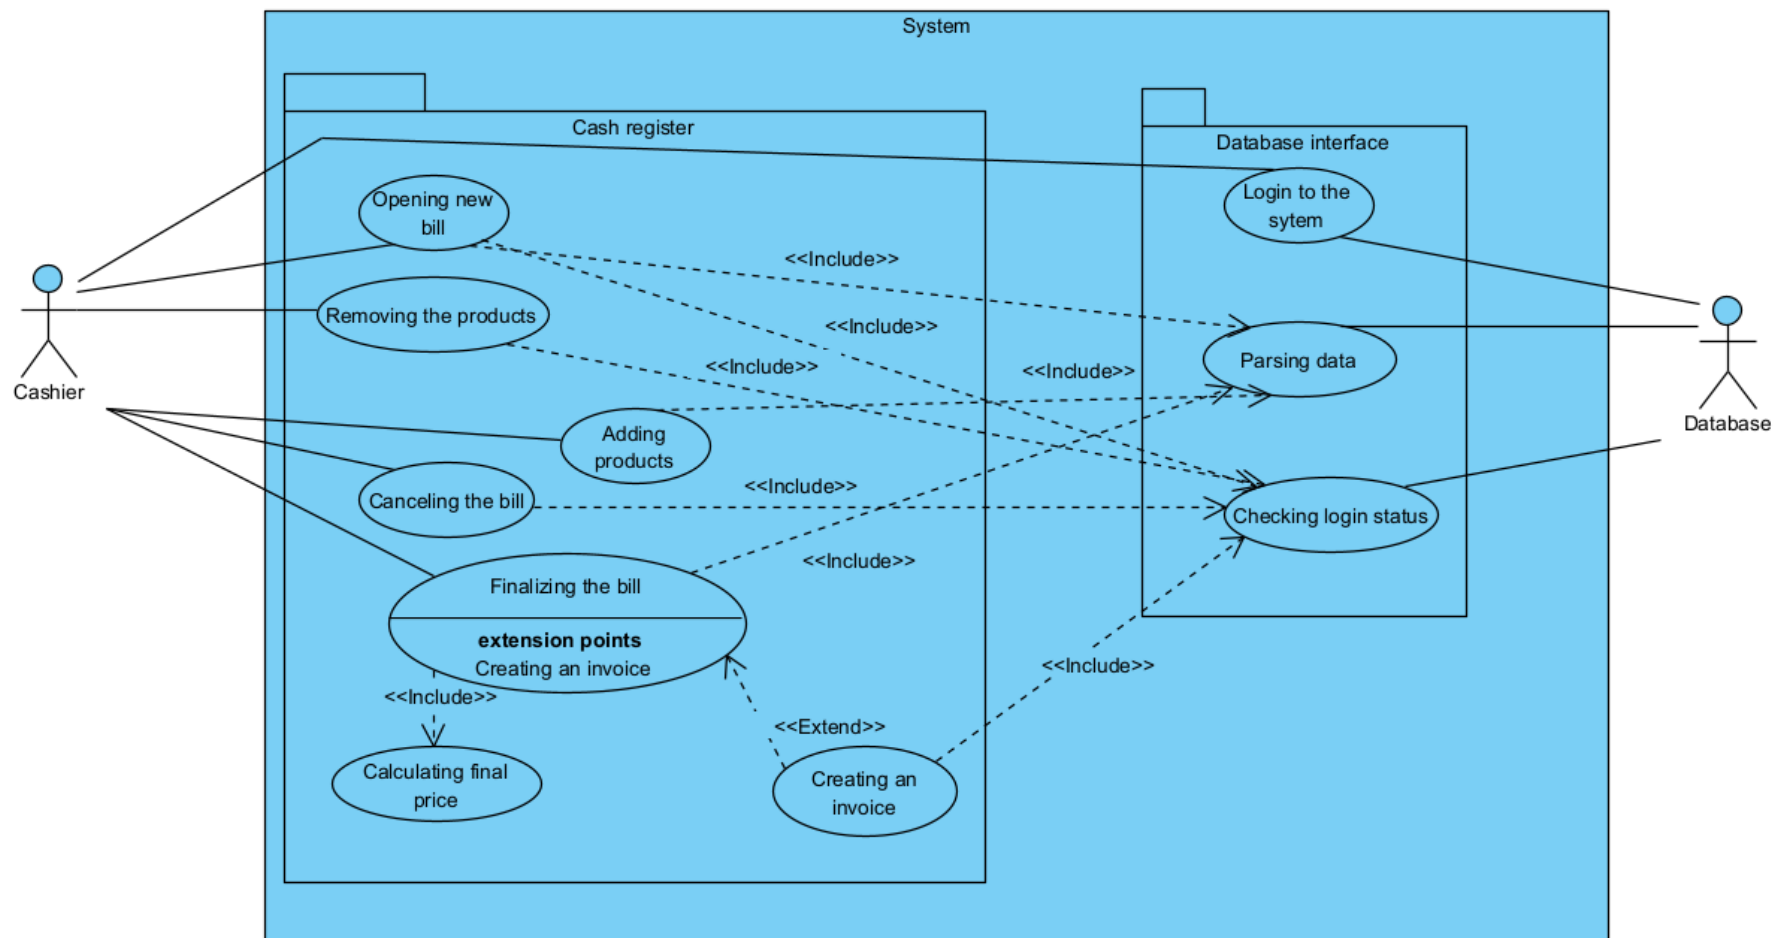 System
Cash register
Database interface
Opening new
bill
Login to the
sytem
<<Include>>
Removing the products
<<Include>>
Parsing data
<<Include>>
<<Include>>
Cashier
Database
Adding
products
Canceling the bill
<<Include>>
Checking login status
<<Include>>
Finalizing the bill
extension points
Creating an invoice
<<Include>>
<<Include>>
<<Extend>>
Calculating final
price
Creating an
invoice